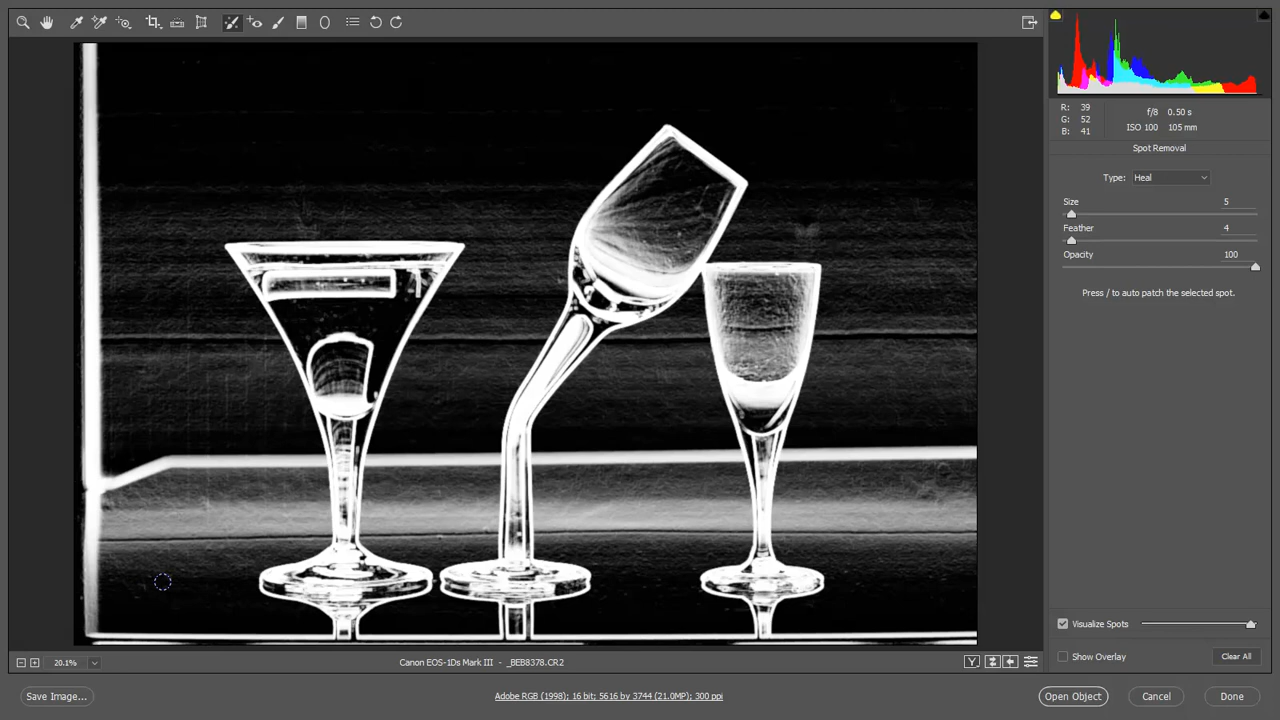 R: 39
G: 52
B: 41
f/8 0.50 s
ISO 100 105 mm
Spot Removal
Type: Heal
Size 5
Feather 4
Opacity 100
Press / to auto patch the selected spot.
Visualize Spots
Show Overlay
Clear All
20.1%
Canon EOS-1Ds Mark III - _BEB8378.CR2
Y
Save Image...
Adobe RGB (1998); 16 bit; 5616 by 3744 (21.0MP); 300 ppi
Open Object
Cancel
Done